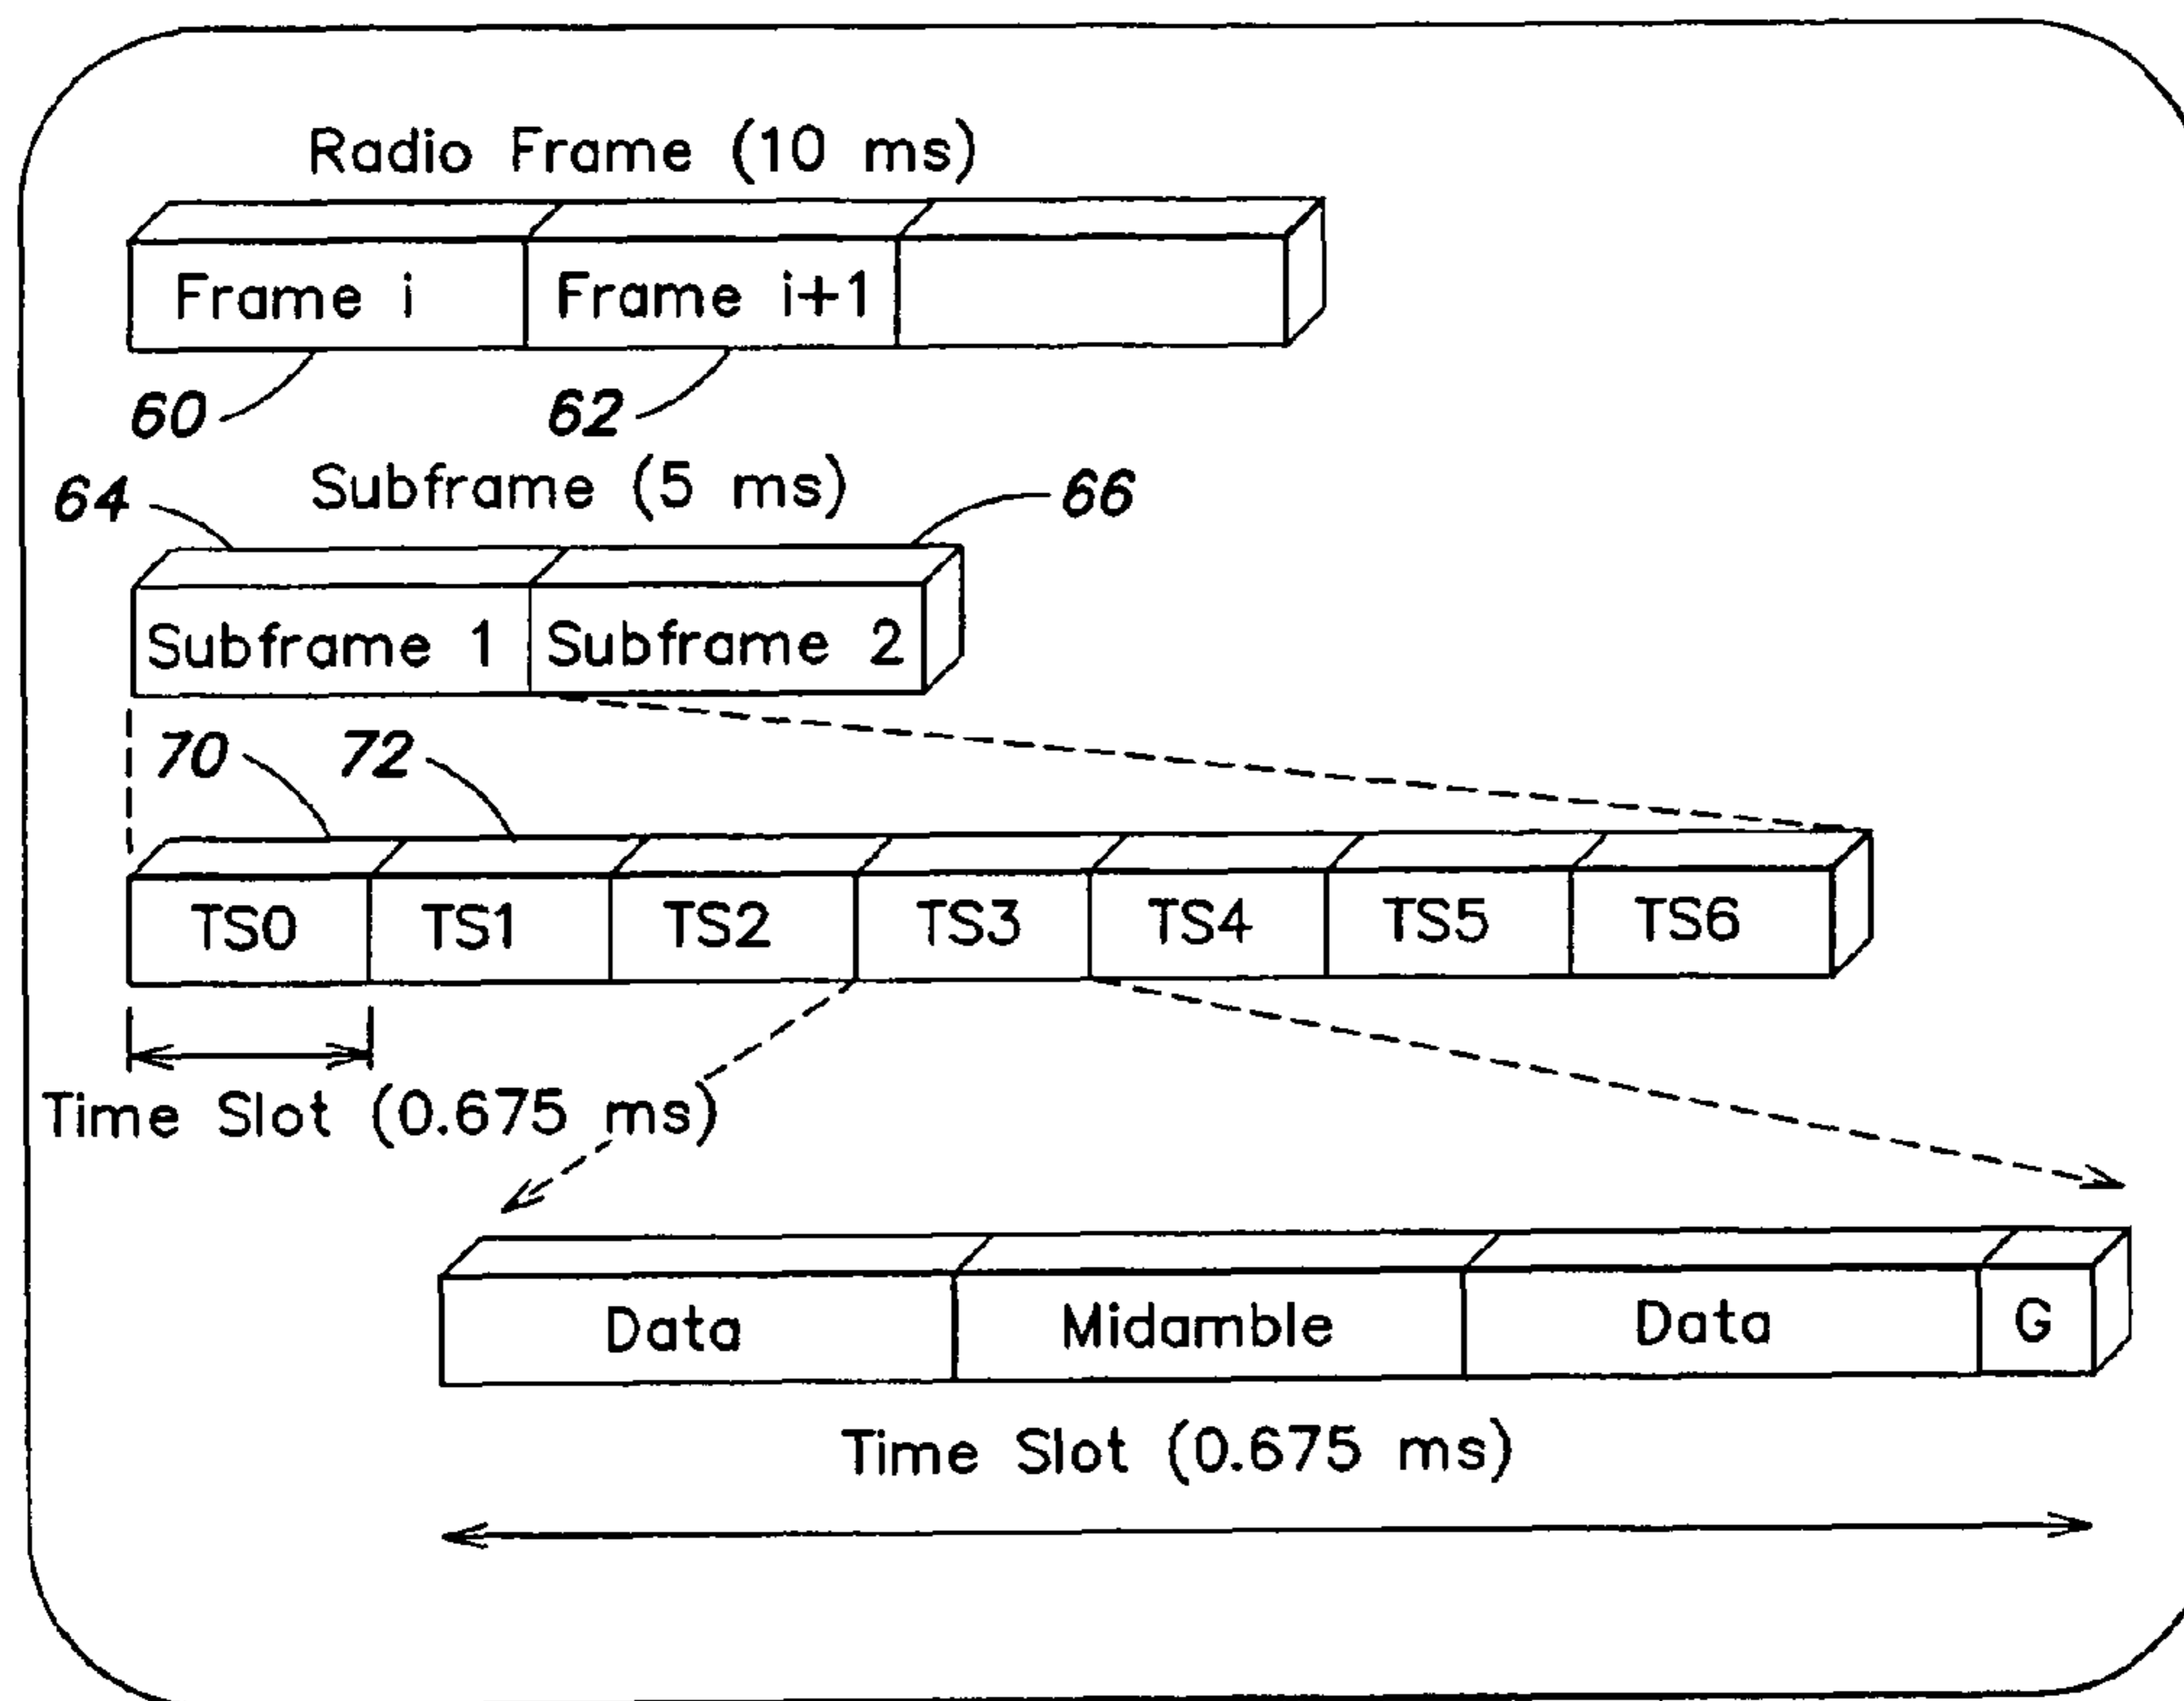 Radio Frame (10 ms)
Frame i
Frame i+1
60
62
Subframe (5 ms)
64
66
Subframe 1
Subframe 2
70
72
TS0
TS1
TS2
TS3
TS4
TS5
TS6
Time Slot (0.675 ms)
Data
Midamble
Data
G
Time Slot (0.675 ms)